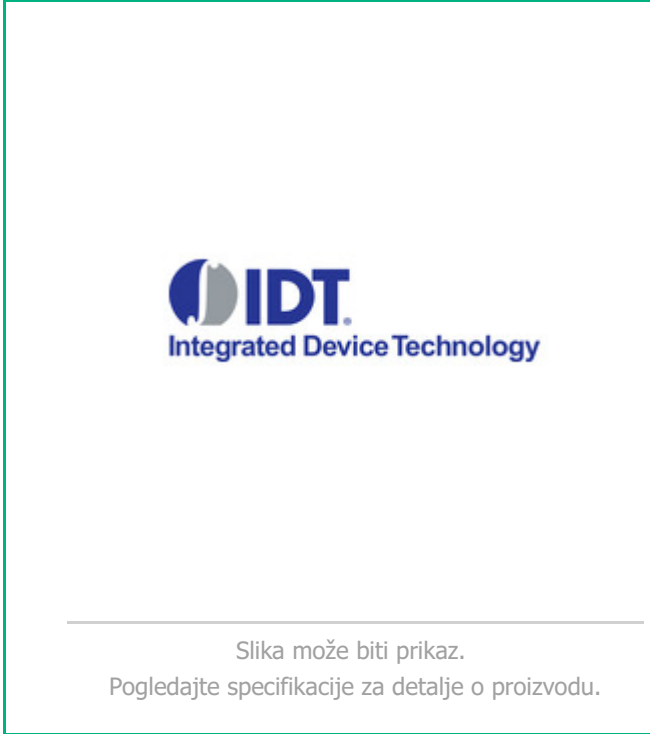 IDT®
Integrated Device Technology
Slika može biti prikaz.
Pogledajte specifikacije za detalje o proizvodu.